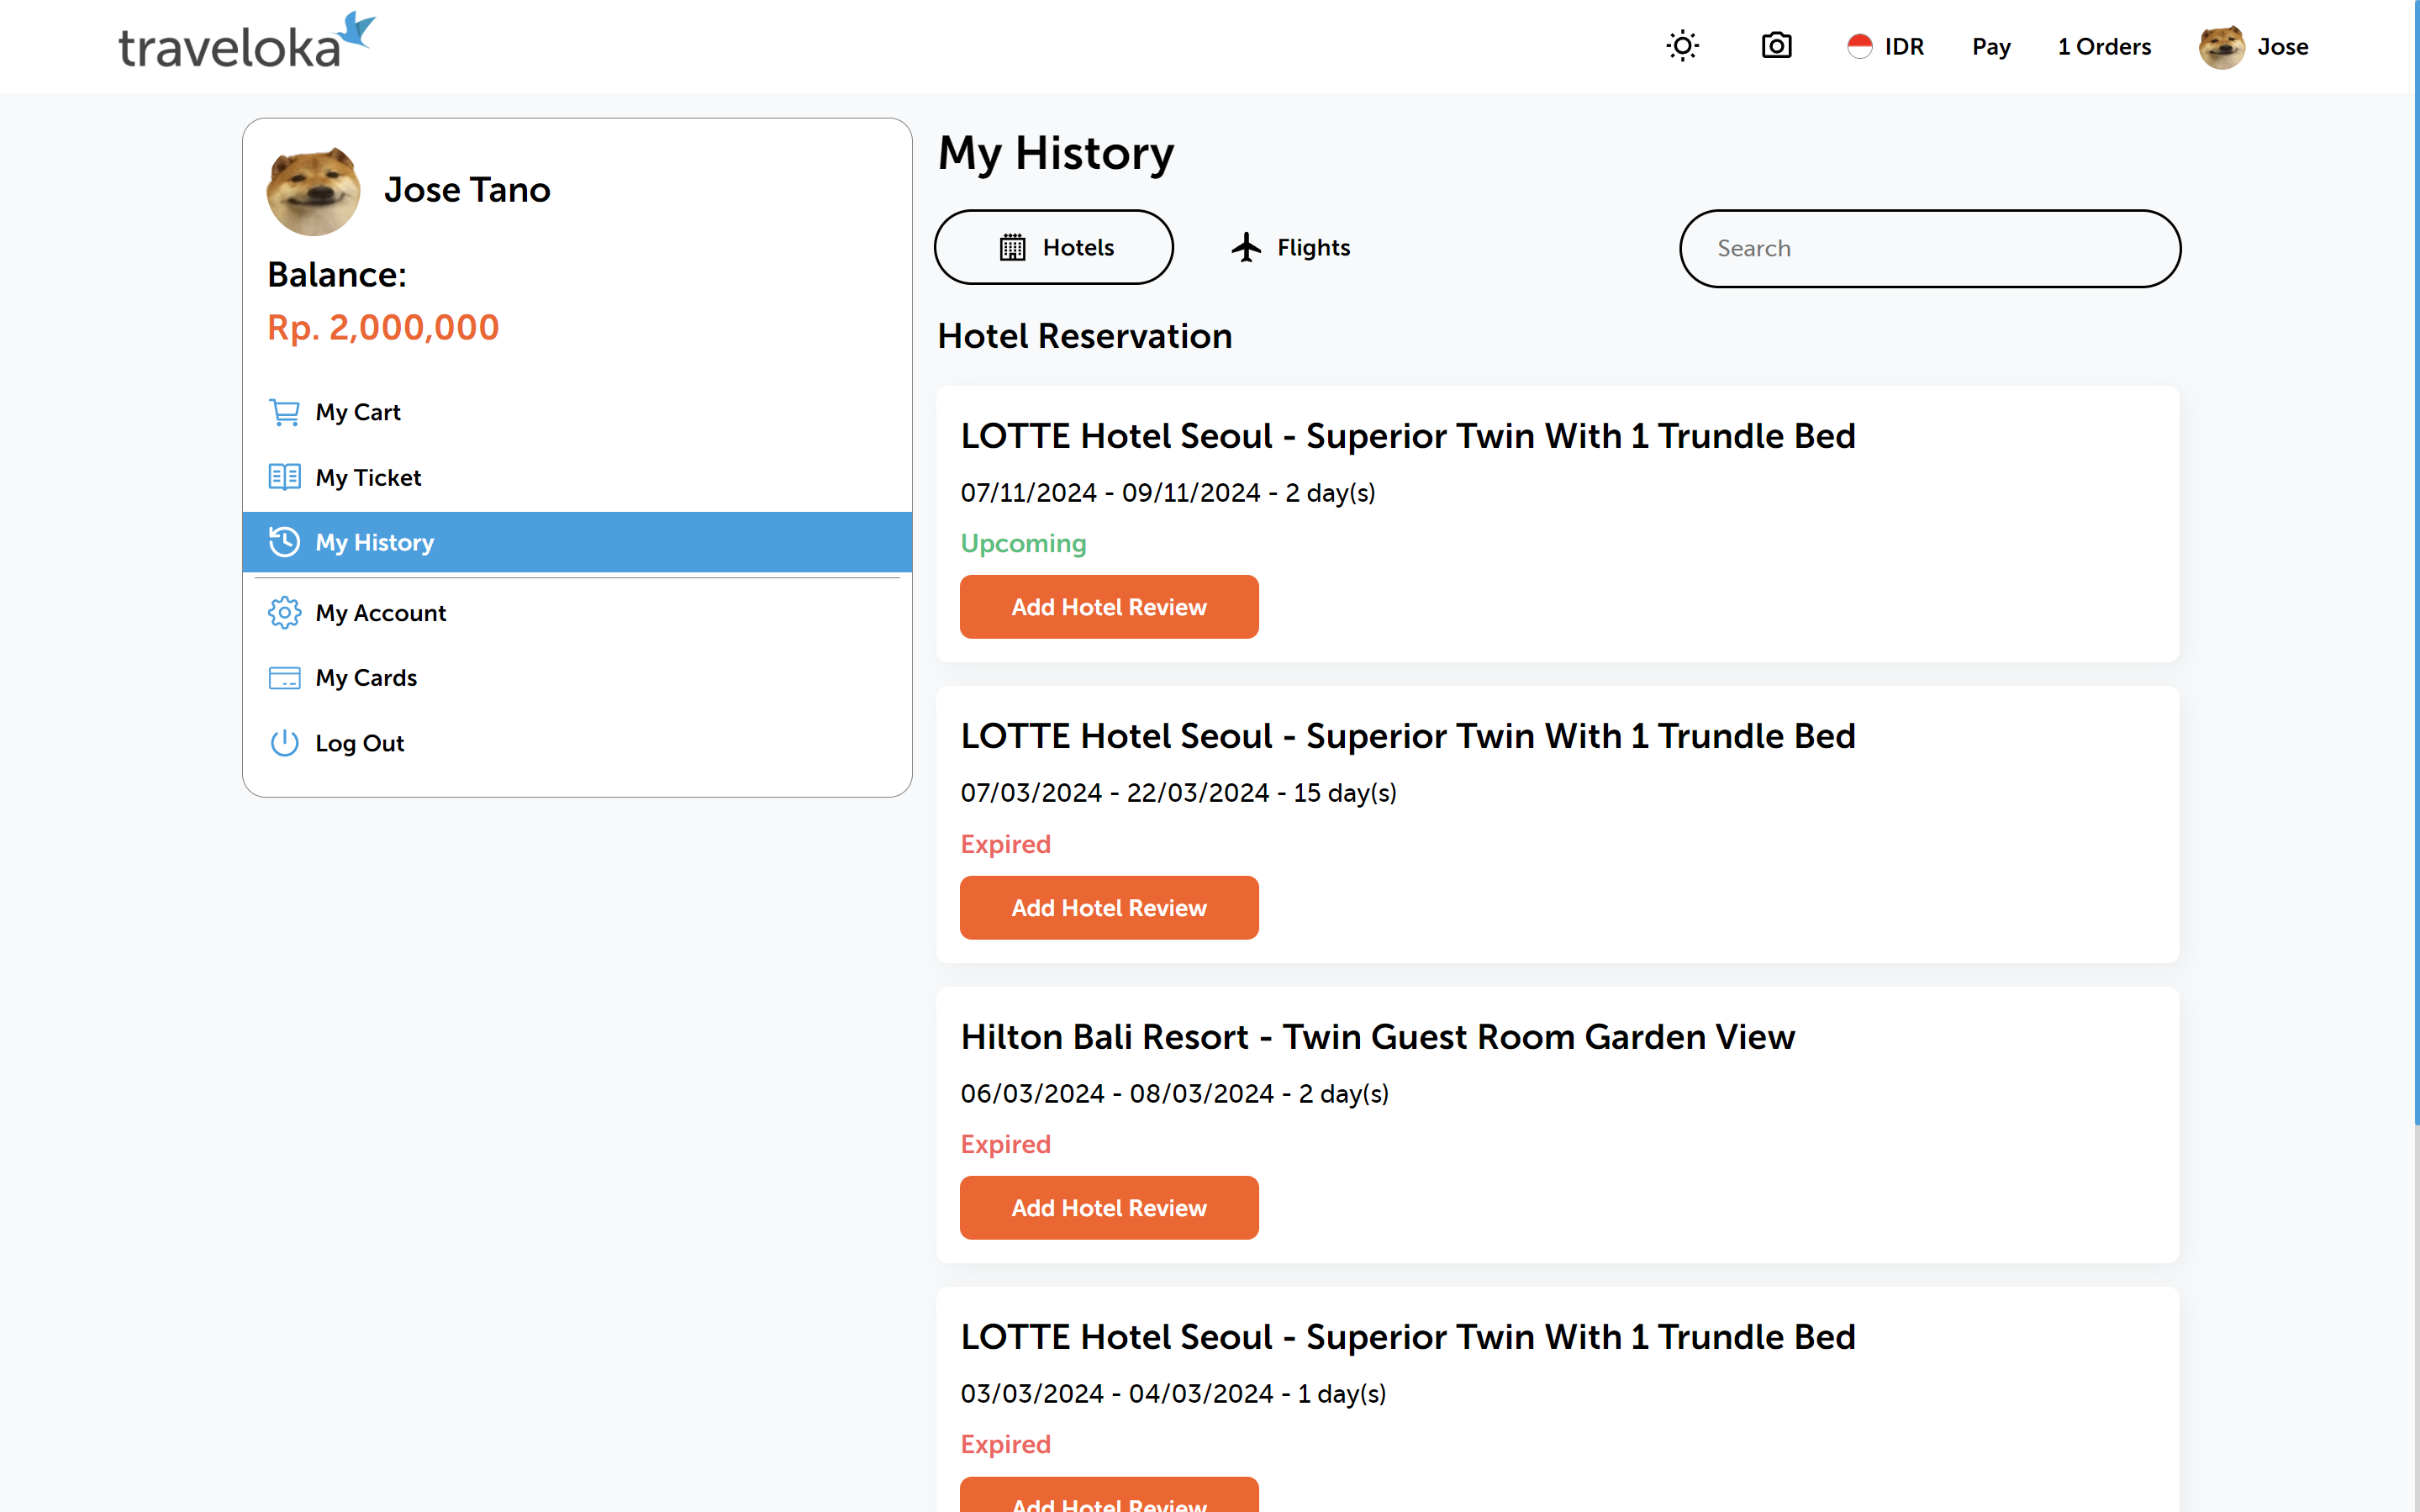 traveloka
IDR
Pay
1 Orders
Jose
Jose Tano
Balance:
Rp. 2,000,000
My Cart
My Ticket
My History
My Account
My Cards
Log Out
My History
Hotels
Flights
Search
Hotel Reservation
LOTTE Hotel Seoul - Superior Twin With 1 Trundle Bed
07/11/2024 - 09/11/2024 - 2 day(s)
Upcoming
Add Hotel Review
LOTTE Hotel Seoul - Superior Twin With 1 Trundle Bed
07/03/2024 - 22/03/2024 - 15 day(s)
Expired
Add Hotel Review
Hilton Bali Resort - Twin Guest Room Garden View
06/03/2024 - 08/03/2024 - 2 day(s)
Expired
Add Hotel Review
LOTTE Hotel Seoul - Superior Twin With 1 Trundle Bed
03/03/2024 - 04/03/2024 - 1 day(s)
Expired
Add Hotel Review